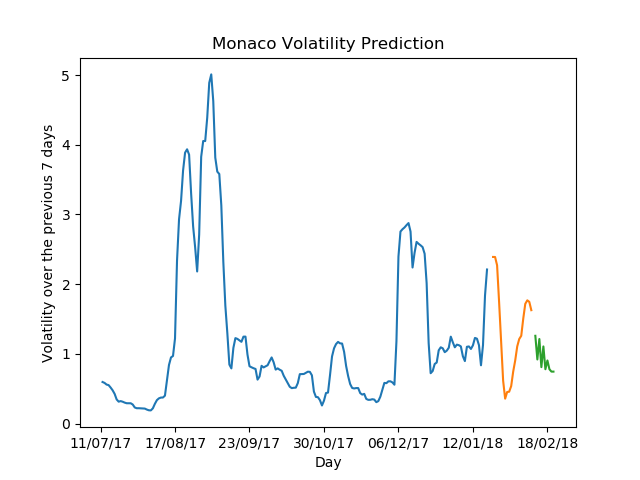 Monaco Volatility Prediction
Volatility over the previous 7 days
5
4
3
2
1
0
11/07/17 17/08/17 23/09/17 30/10/17 06/12/17 12/01/18 18/02/18
Day